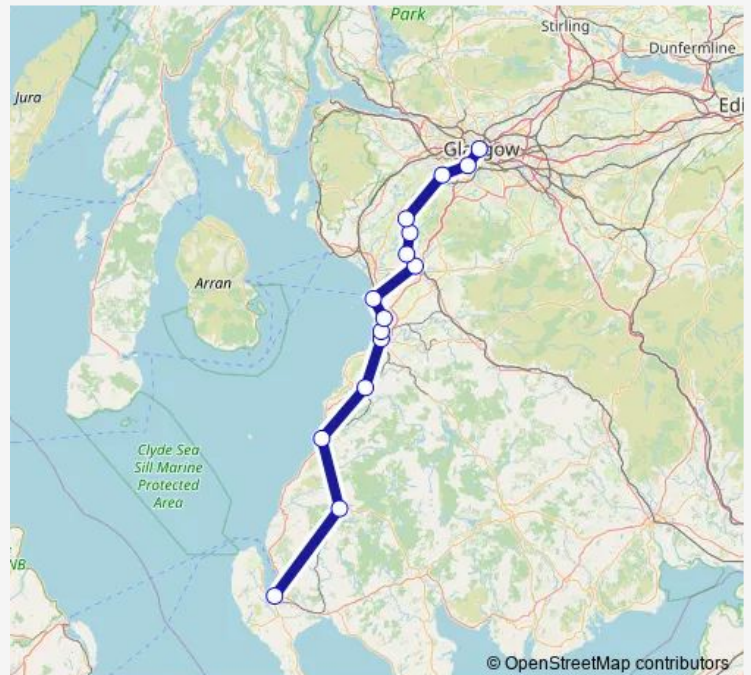 Park
Stirling
Dunfermline
Jura
Edi
Glasgow
Arran
Clyde Sea
Sill Marine
Protected
Area
NB
© OpenStreetMap contributors